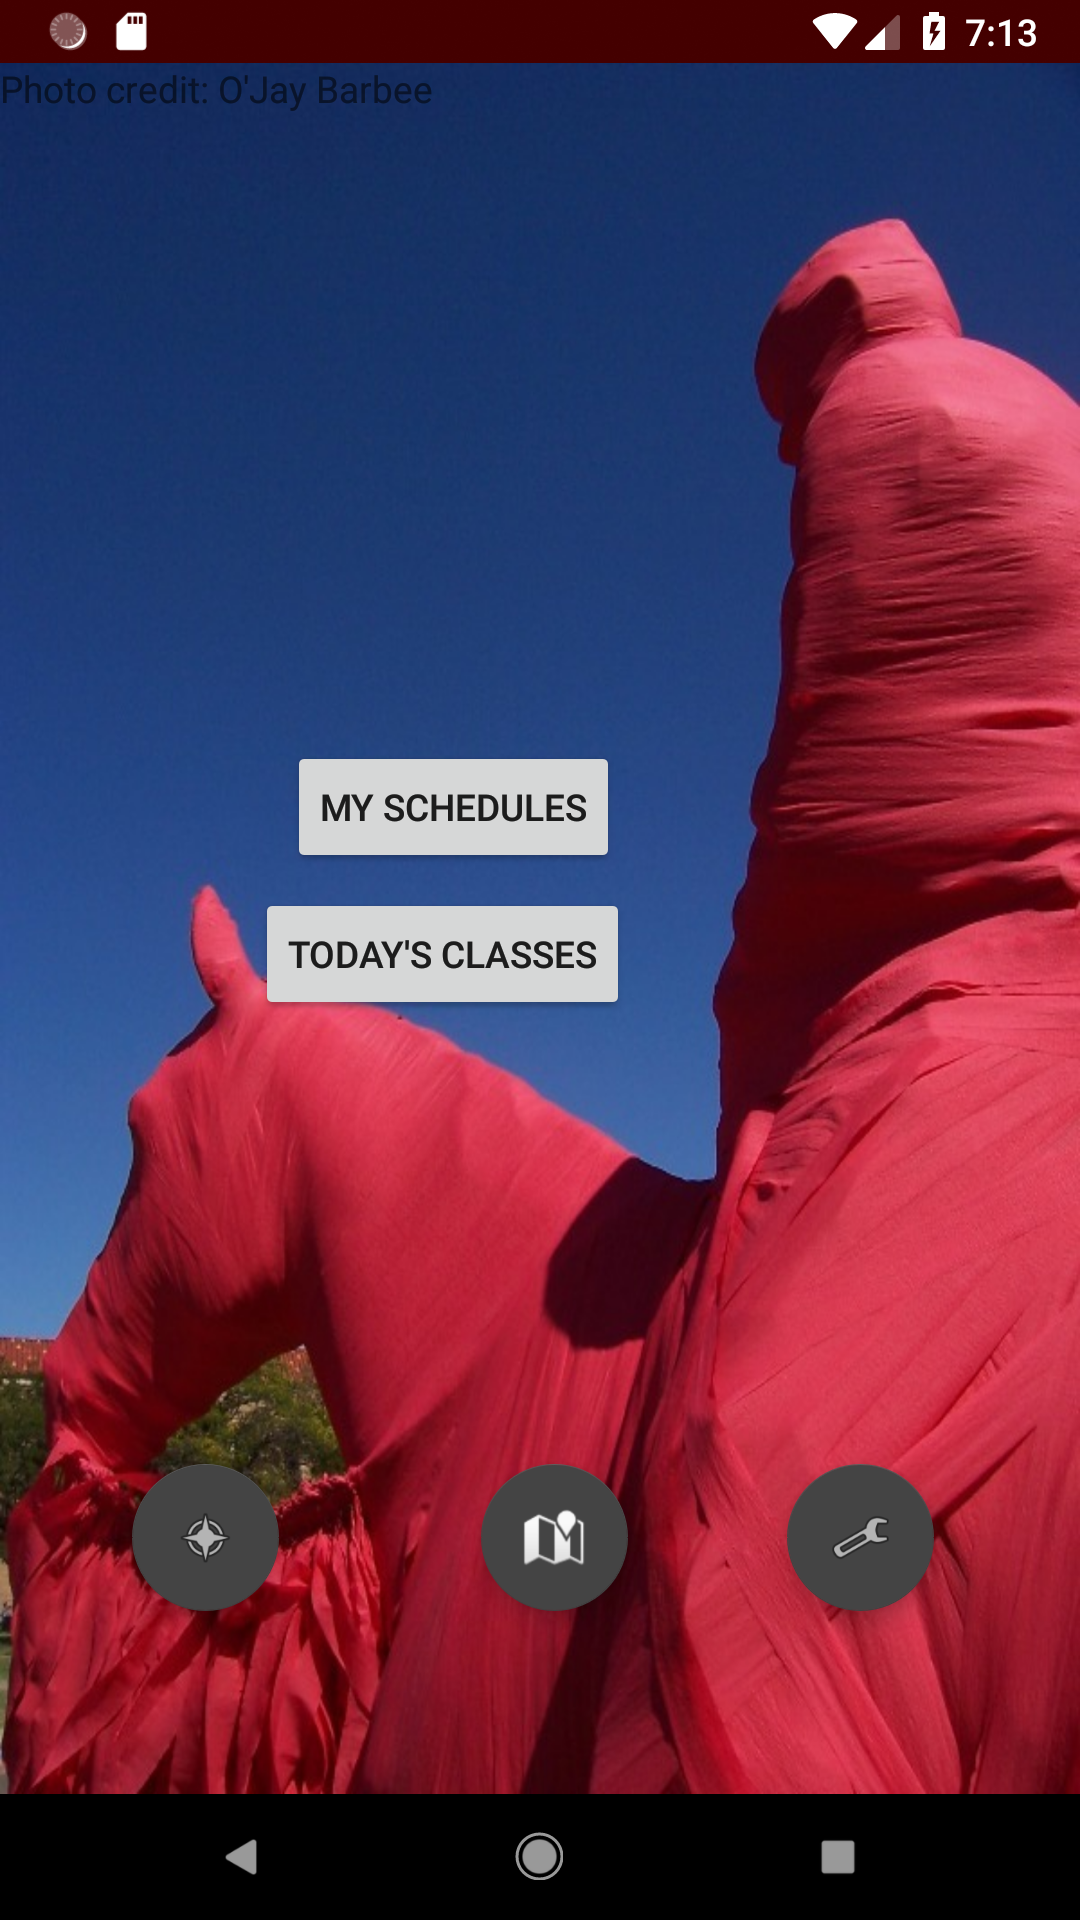 7:13
Photo credit: O'Jay Barbee
MY SCHEDULES
TODAY'S CLASSES